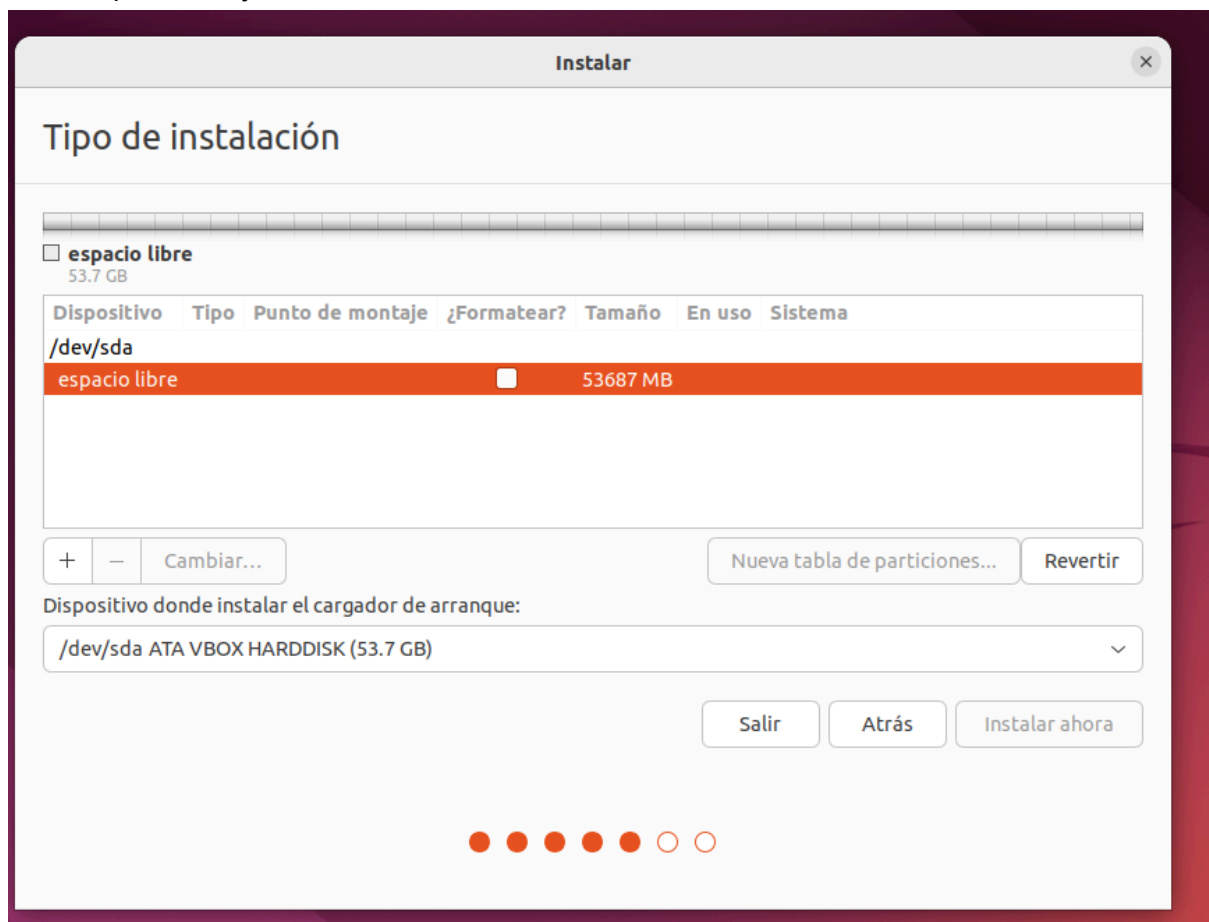 Instalar
Tipo de instalación
espacio libre
53.7 GB
Dispositivo Tipo Punto de montaje ¿Formatear? Tamaño En uso Sistema
/dev/sda
espacio libre 53687 MB
+ – Cambiar... Nueva tabla de particiones... Revertir
Dispositivo donde instalar el cargador de arranque:
/dev/sda ATA VBOX HARDDISK (53.7 GB)
Salir Atrás Instalar ahora